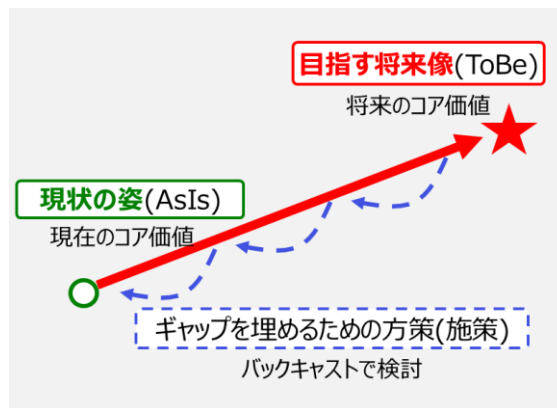 目指す将来像(ToBe)
将来のコア価値
現状の姿(AsIs)
現在のコア価値
ギャップを埋めるための方策(施策)
バックキャストで検討